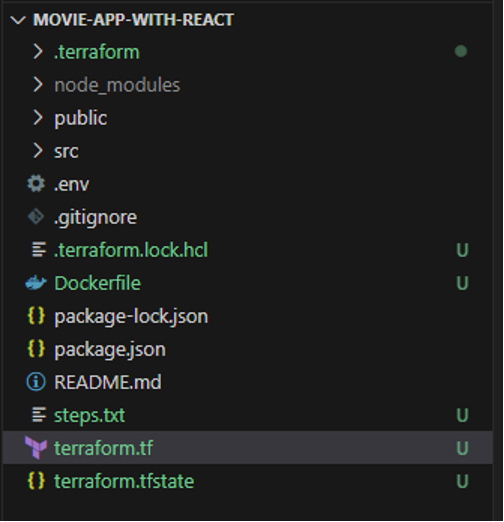 MOVIE-APP-WITH-REACT
.terraform
node_modules
public
src
.env
.gitignore
.terraform.lock.hcl U
Dockerfile U
package-lock.json
package.json
README.md
steps.txt U
terraform.tf U
terraform.tfstate U